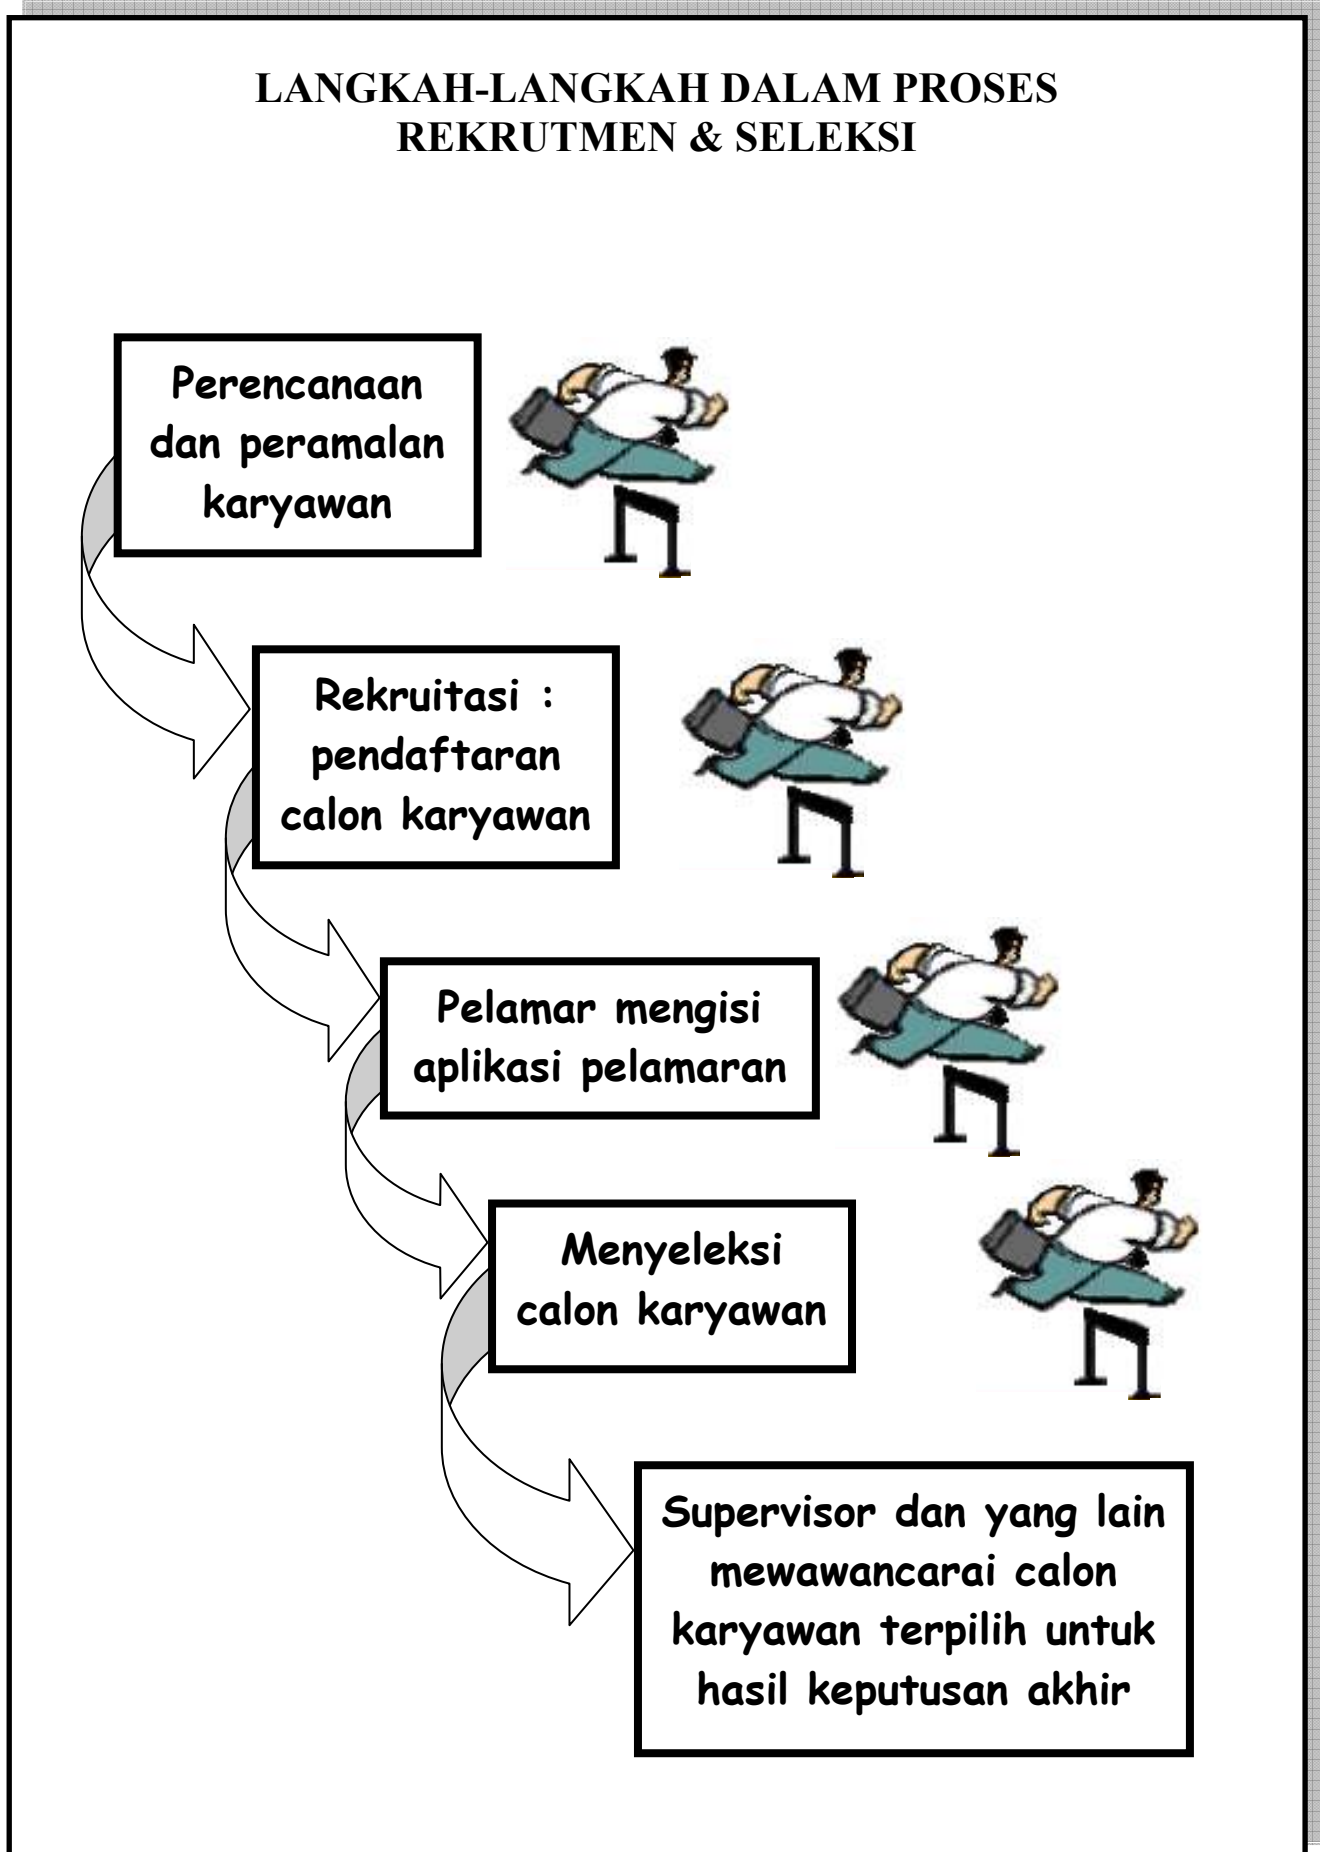 LANGKAH-LANGKAH DALAM PROSES
REKRUTMEN & SELEKSI
Perencanaan
dan peramalan
karyawan
Rekruitasi :
pendaftaran
calon karyawan
Pelamar mengisi
aplikasi pelamaran
Menyeleksi
calon karyawan
Supervisor dan yang lain
mewawancarai calon
karyawan terpilih untuk
hasil keputusan akhir